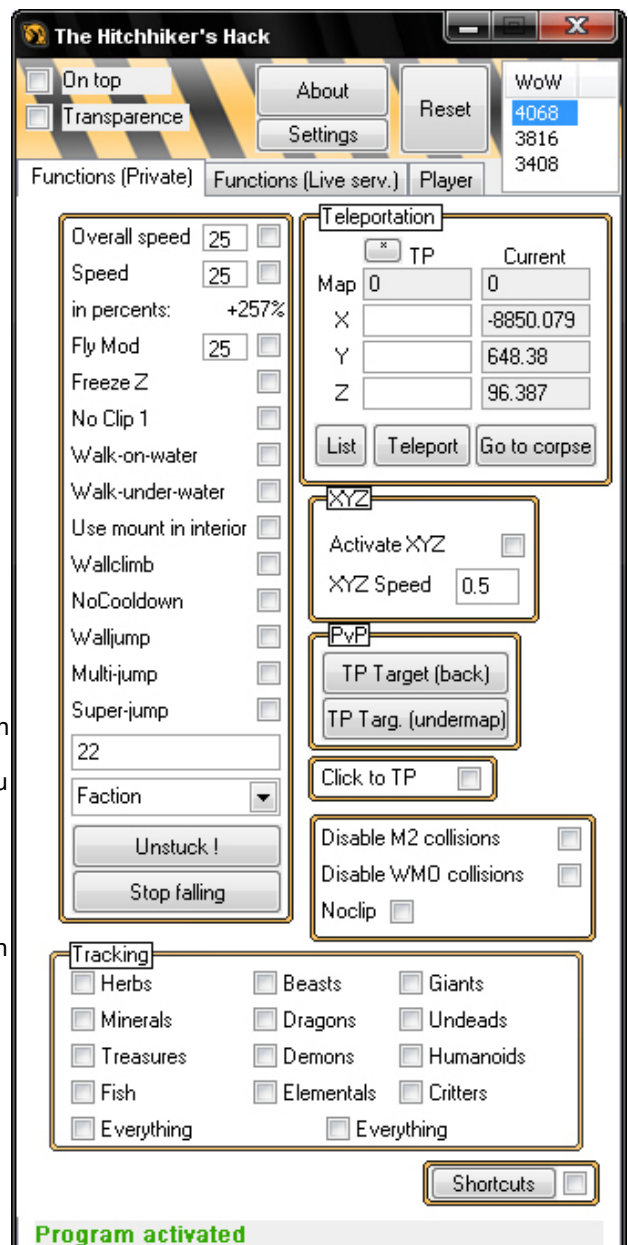 The Hitchhiker's Hack
On top
Transparence
About
Settings
Reset
WoW
4068
3816
3408
Functions (Private) Functions (Live serv.) Player
Overall speed 25
Speed 25
in percents: +257%
Fly Mod 25
Freeze Z
No Clip 1
Walk-on-water
Walk-under-water
Use mount in interior
Wallclimb
NoCooldown
Walljump
Multi-jump
Super-jump
22
Faction
Unstuck !
Stop falling
Teleportation
* TP Current
Map 0 0
X -8850.079
Y 648.38
Z 96.387
List Teleport Go to corpse
XYZ
Activate XYZ
XYZ Speed 0.5
PvP
TP Target (back)
TP Targ. (undermap)
Click to TP
Disable M2 collisions
Disable WMO collisions
Noclip
Tracking
Herbs Beasts Giants
Minerals Dragons Undeads
Treasures Demons Humanoids
Fish Elementals Critters
Everything Everything
Shortcuts
Program activated